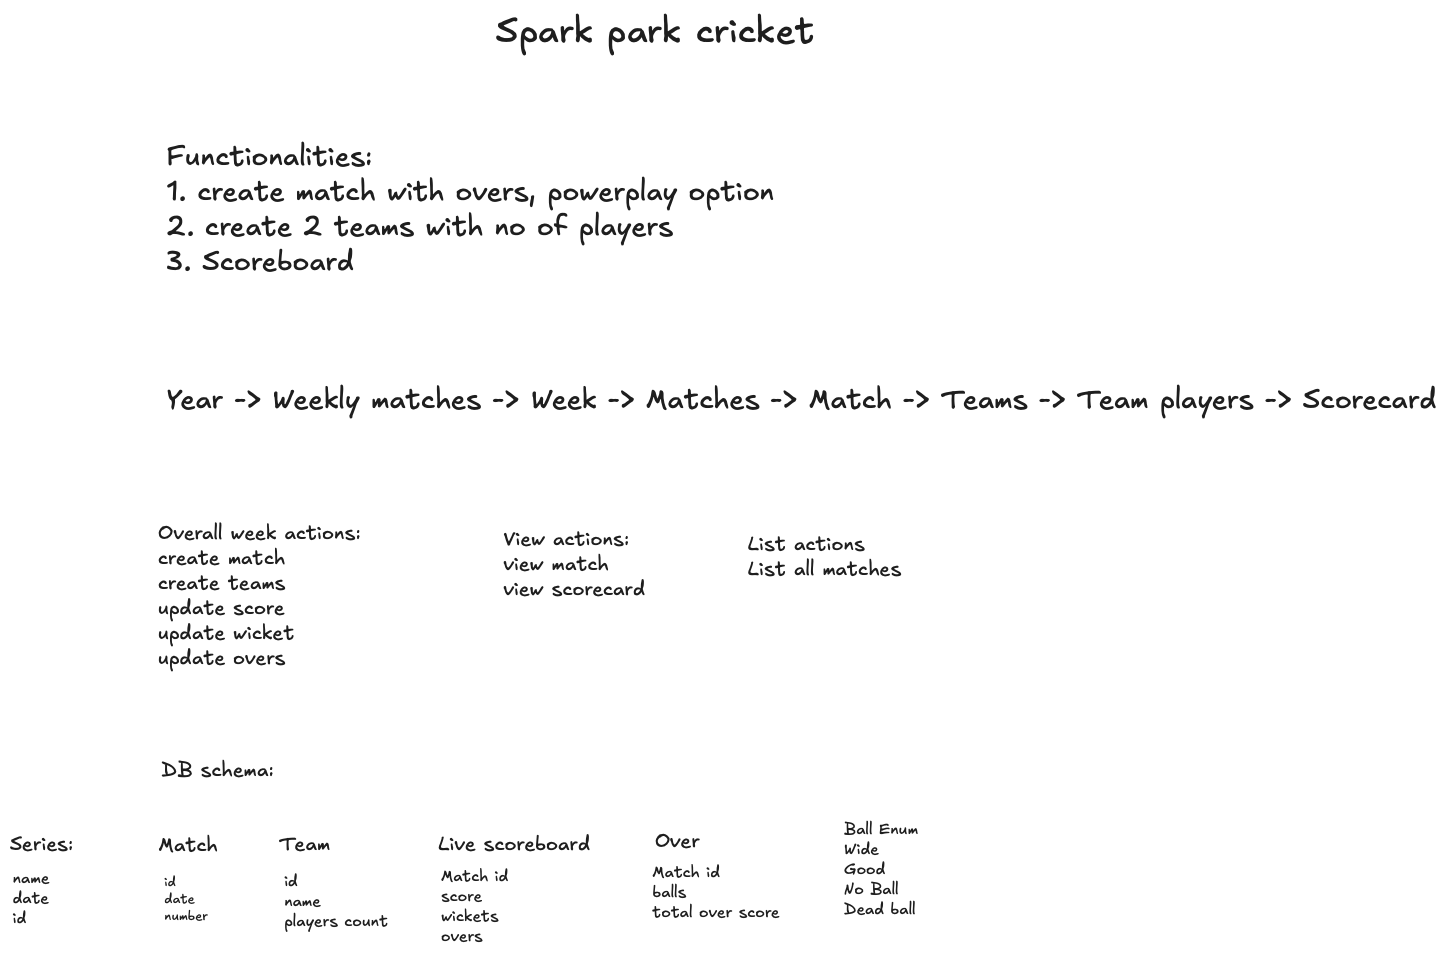 Spark park cricket
Functionalities:
1. create match with overs, powerplay option
2. create 2 teams with no of players
3. Scoreboard
Year -> Weekly matches -> Week -> Matches -> Match -> Teams -> Team players -> Scorecard
Overall week actions:
create match
create teams
update score
update wicket
update overs
View actions:
view match
view scorecard
List actions
List all matches
DB schema:
Series:
name
date
id
Match
id
date
number
Team
id
name
players count
Live scoreboard
Match id
score
wickets
overs
Over
Match id
balls
total over score
Ball Enum
Wide
Good
No Ball
Dead ball